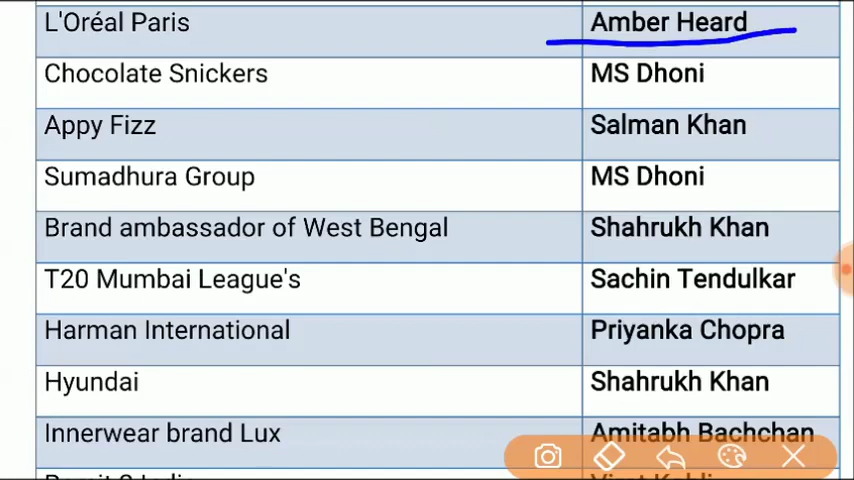 L'Oréal Paris Amber Heard
Chocolate Snickers MS Dhoni
Appy Fizz Salman Khan
Sumadhura Group MS Dhoni
Brand ambassador of West Bengal Shahrukh Khan
T20 Mumbai League's Sachin Tendulkar
Harman International Priyanka Chopra
Hyundai Shahrukh Khan
Innerwear brand Lux Amitabh Bachchan